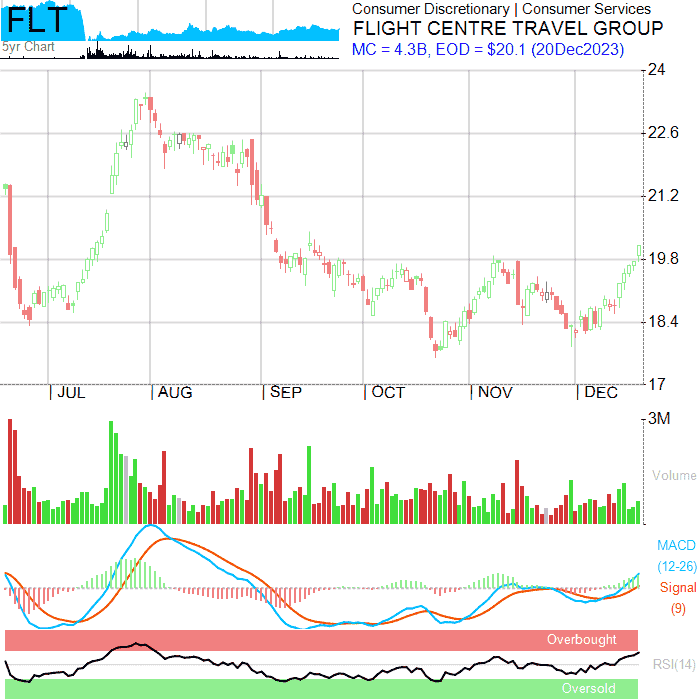 FLT
5yr Chart
Consumer Discretionary | Consumer Services
FLIGHT CENTRE TRAVEL GROUP
MC = 4.3B, EOD = $20.1 (20Dec2023)
24
22.6
21.2
19.8
18.4
17
| JUL
| AUG
| SEP
| OCT
| NOV
| DEC
3M
Volume
MACD
(12-26)
Signal
(9)
Overbought
RSI(14)
Oversold